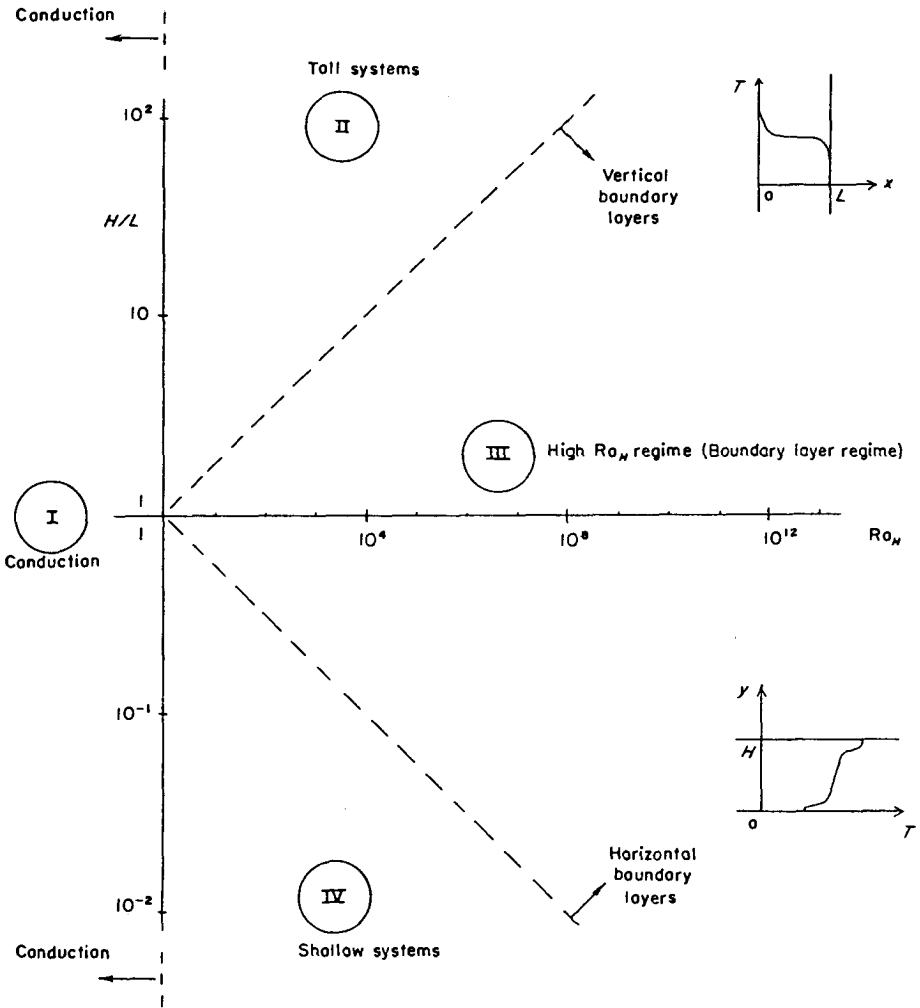 Conduction
Tall systems
II
10²
H/L
Vertical
boundary
layers
T
0
L
x
10
III
High Ra_H regime (Boundary layer regime)
I
Conduction
1
1
10⁴
10⁸
10¹²
Ra_H
10⁻¹
y
H
0
T
Horizontal
boundary
layers
10⁻²
IV
Shallow systems
Conduction